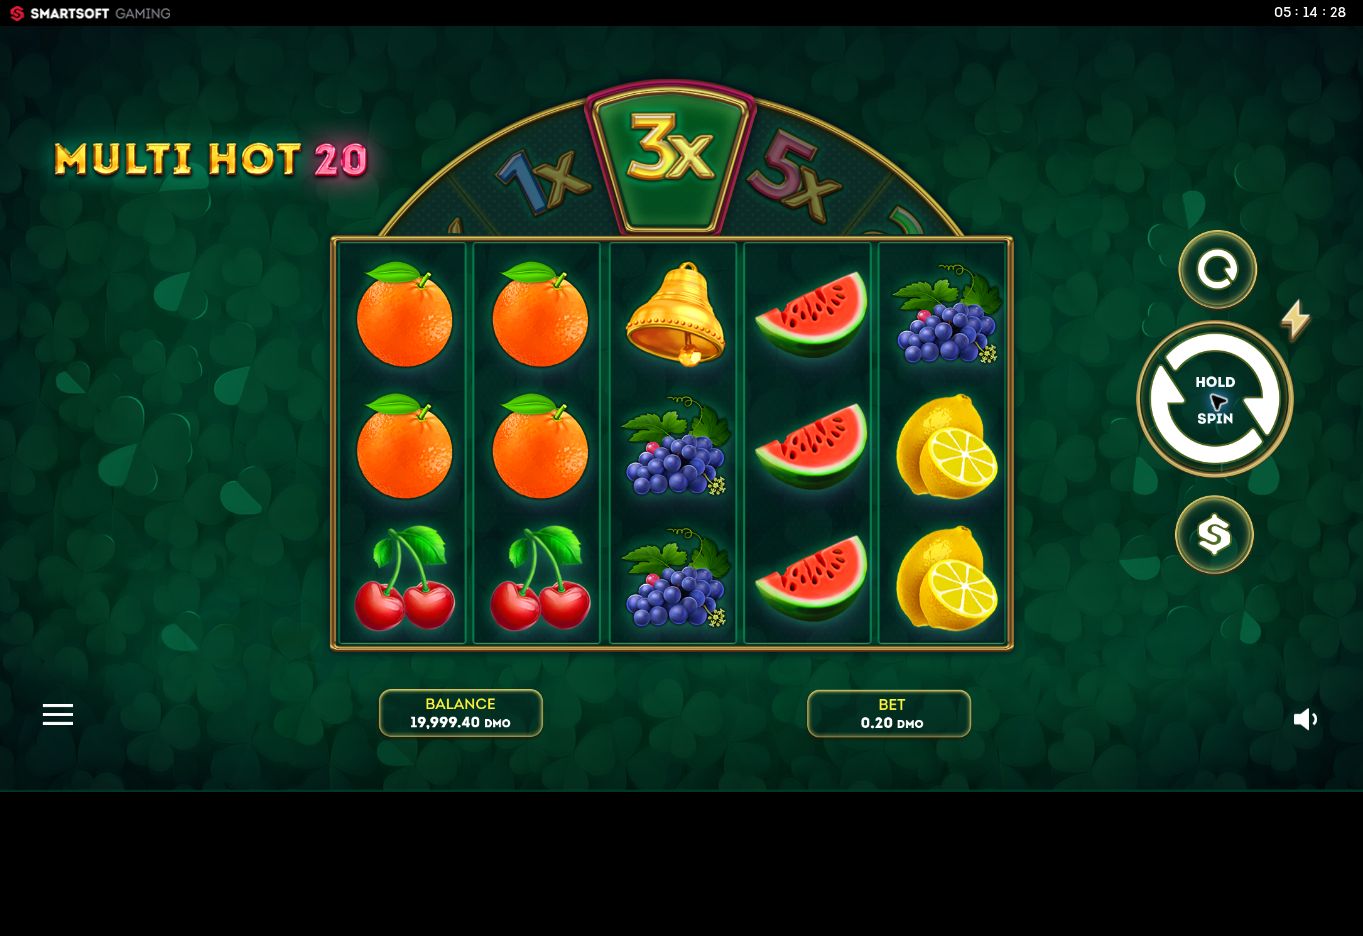 SMARTSOFT GAMING
05 : 14 : 28
MULTI HOT 20
1x
3x
5x
HOLD
SPIN
BALANCE
19,999.40 DMO
BET
0.20 DMO